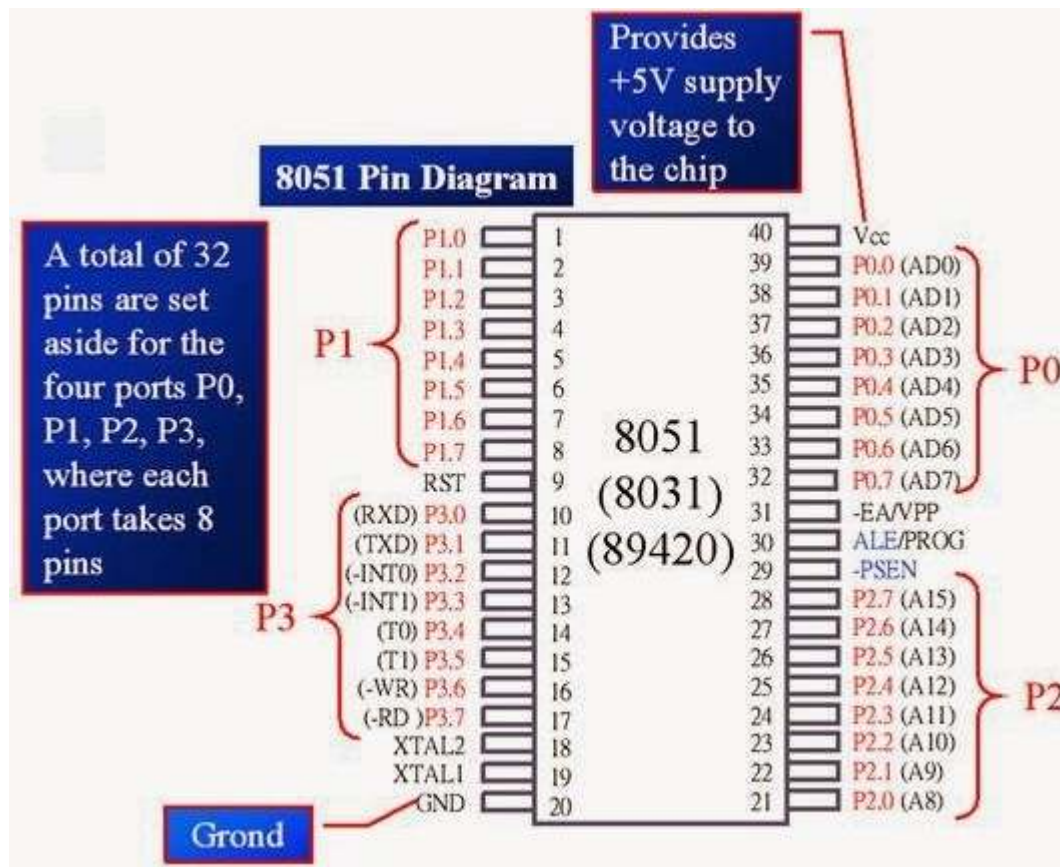 Provides
+5V supply
voltage to
the chip
8051 Pin Diagram
A total of 32
pins are set
aside for the
four ports P0,
P1, P2, P3,
where each
port takes 8
pins
P1
P1.0 1
P1.1 2
P1.2 3
P1.3 4
P1.4 5
P1.5 6
P1.6 7
P1.7 8
RST 9
P3
(RXD) P3.0 10
(TXD) P3.1 11
(-INT0) P3.2 12
(-INT1) P3.3 13
(T0) P3.4 14
(T1) P3.5 15
(-WR) P3.6 16
(-RD )P3.7 17
XTAL2 18
XTAL1 19
GND 20
Grond
8051
(8031)
(89420)
40 Vcc
39 P0.0 (AD0)
38 P0.1 (AD1)
37 P0.2 (AD2)
36 P0.3 (AD3)
35 P0.4 (AD4)
34 P0.5 (AD5)
33 P0.6 (AD6)
32 P0.7 (AD7)
P0
31 -EA/VPP
30 ALE/PROG
29 -PSEN
28 P2.7 (A15)
27 P2.6 (A14)
26 P2.5 (A13)
25 P2.4 (A12)
24 P2.3 (A11)
23 P2.2 (A10)
22 P2.1 (A9)
21 P2.0 (A8)
P2